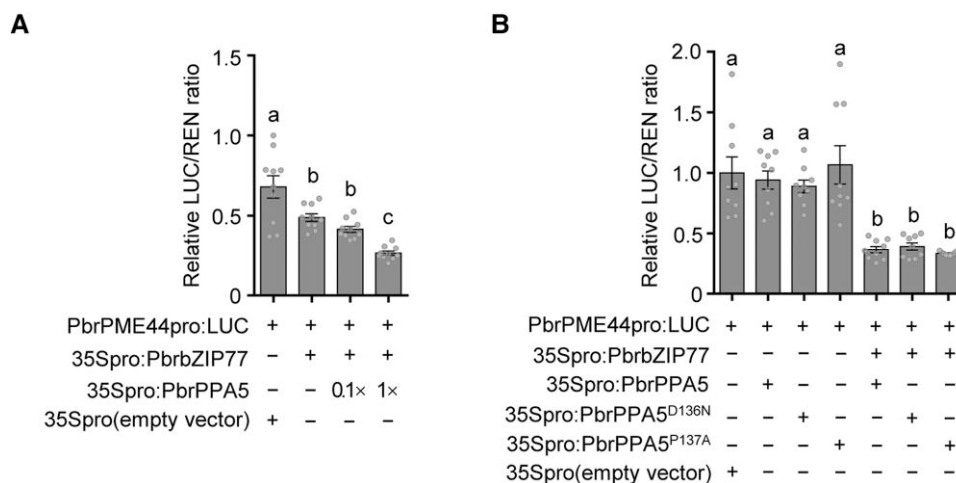 A
B
Relative LUC/REN ratio
1.5
1.0
0.5
0
a
b
b
c
PbrPME44pro:LUC + + + +
35Spro:PbrbZIP77 – + + +
35Spro:PbrPPA5 – – 0.1× 1×
35Spro(empty vector) + – – –
Relative LUC/REN ratio
2.0
1.5
1.0
0.5
0
a
a
a
a
b
b
b
PbrPME44pro:LUC + + + + + + +
35Spro:PbrbZIP77 – – – – + + +
35Spro:PbrPPA5 – + – – + – –
35Spro:PbrPPA5D136N – – + – – + –
35Spro:PbrPPA5P137A – – – + – – +
35Spro(empty vector) + – – – – – –